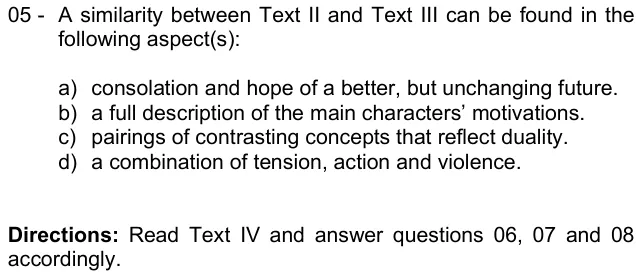 05 - A similarity between Text II and Text III can be found in the
following aspect(s):
a) consolation and hope of a better, but unchanging future.
b) a full description of the main characters' motivations.
c) pairings of contrasting concepts that reflect duality.
d) a combination of tension, action and violence.
Directions: Read Text IV and answer questions 06, 07 and 08
accordingly.